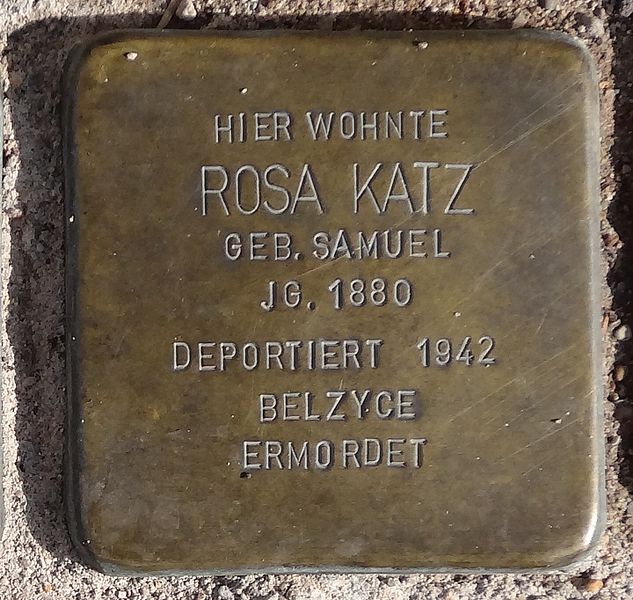 HIER WOHNTE
ROSA KATZ
GEB. SAMUEL
JG. 1880
DEPORTIERT 1942
BELZYCE
ERMORDET